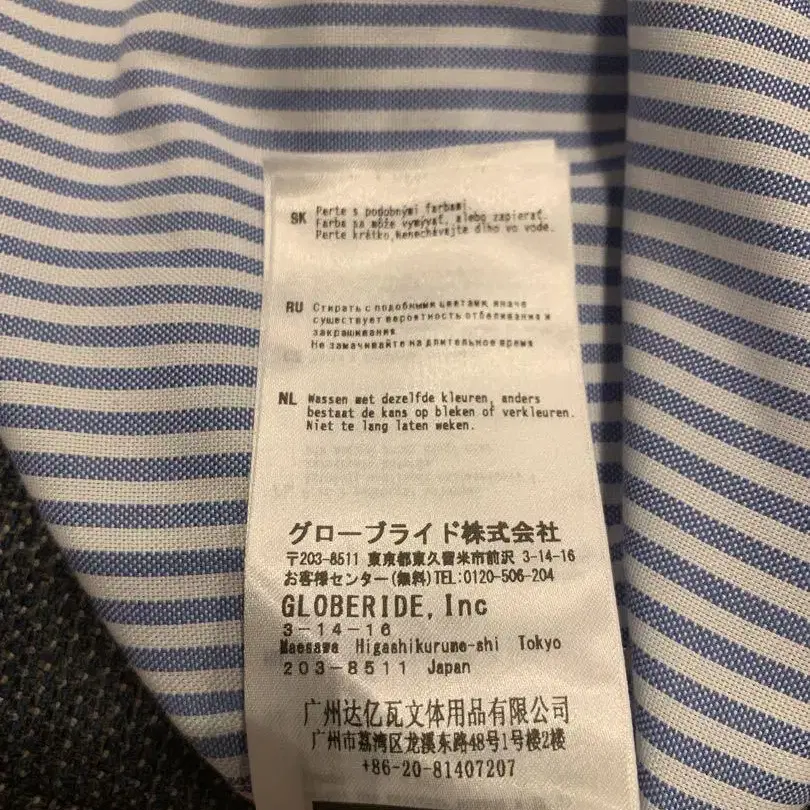 SK Perte s podobnými farbami.
Farba sa môže vymývať, alebo zapierať.
Perte krátko,Nenechávajte dlho vo vode.
RU Стирать с подобными цветами, иначе
существует вероятность отбеливания и
закрашивания
Не замачивайте на длительное время
NL Wassen met dezelfde kleuren, anders
bestaat de kans op bleken of verkleuren.
Niet te lang laten weken.
グローブライド株式会社
〒203-8511 東京都東久留米市前沢 3-14-16
お客様センター(無料)TEL:0120-506-204
GLOBERIDE, Inc
3-14-16
Maesawa Higashikurume-shi Tokyo
203-8511 Japan
广州达亿瓦文体用品有限公司
广州市荔湾区龙溪东路48号1号楼2楼
+86-20-81407207